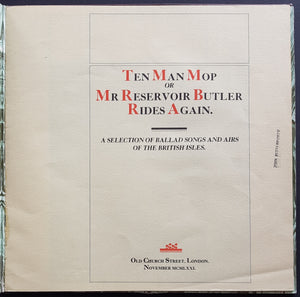 TEN MAN MOP
OR
MR RESERVOIR BUTLER
RIDES AGAIN.
A SELECTION OF BALLAD SONGS AND AIRS
OF THE BRITISH ISLES.
OLD CHURCH STREET, LONDON.
NOVEMBER MCMLXXI.